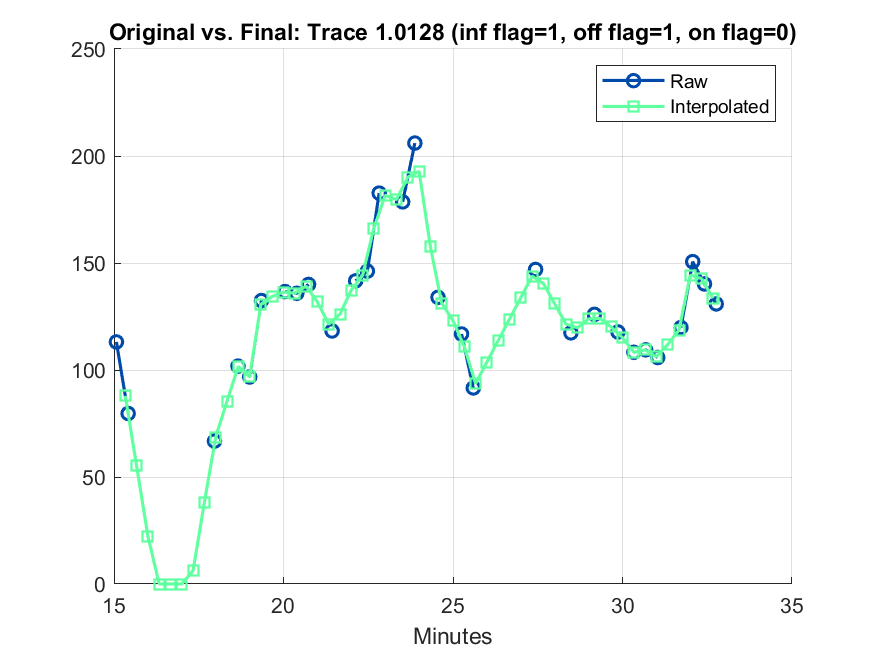 Original vs. Final: Trace 1.0128 (inf flag=1, off flag=1, on flag=0)
250
200
150
100
50
0
Raw
Interpolated
15
20
25
30
35
Minutes